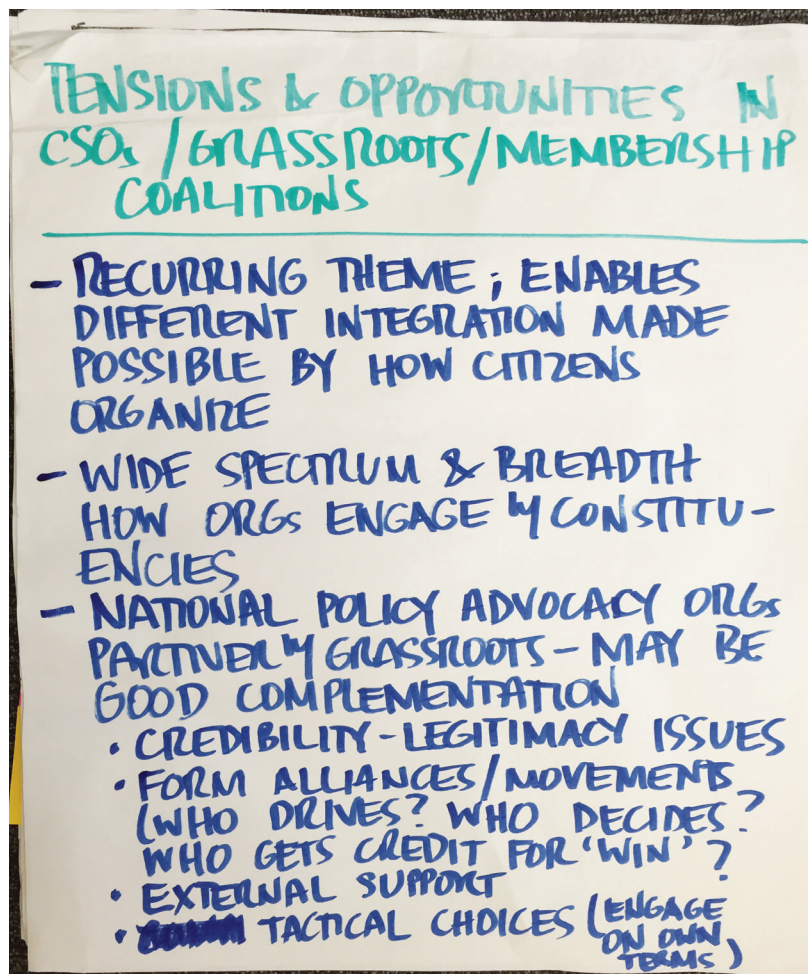 TENSIONS & OPPORTUNITIES IN
CSOs / GRASSROOTS / MEMBERSHIP
COALITIONS
- RECURRING THEME ; ENABLES
DIFFERENT INTEGRATION MADE
POSSIBLE BY HOW CITIZENS
ORGANIZE
- WIDE SPECTRUM & BREADTH
HOW ORGs ENGAGE w/ CONSTITU-
ENCIES
- NATIONAL POLICY ADVOCACY ORGs
PARTNER w/ GRASSROOTS - MAY BE
GOOD COMPLEMENTATION
• CREDIBILITY - LEGITIMACY ISSUES
• FORM ALLIANCES / MOVEMENTS
(WHO DRIVES? WHO DECIDES?
WHO GETS CREDIT FOR 'WIN'?
• EXTERNAL SUPPORT
• TACTICAL CHOICES (ENGAGE
ON OWN
TERMS)